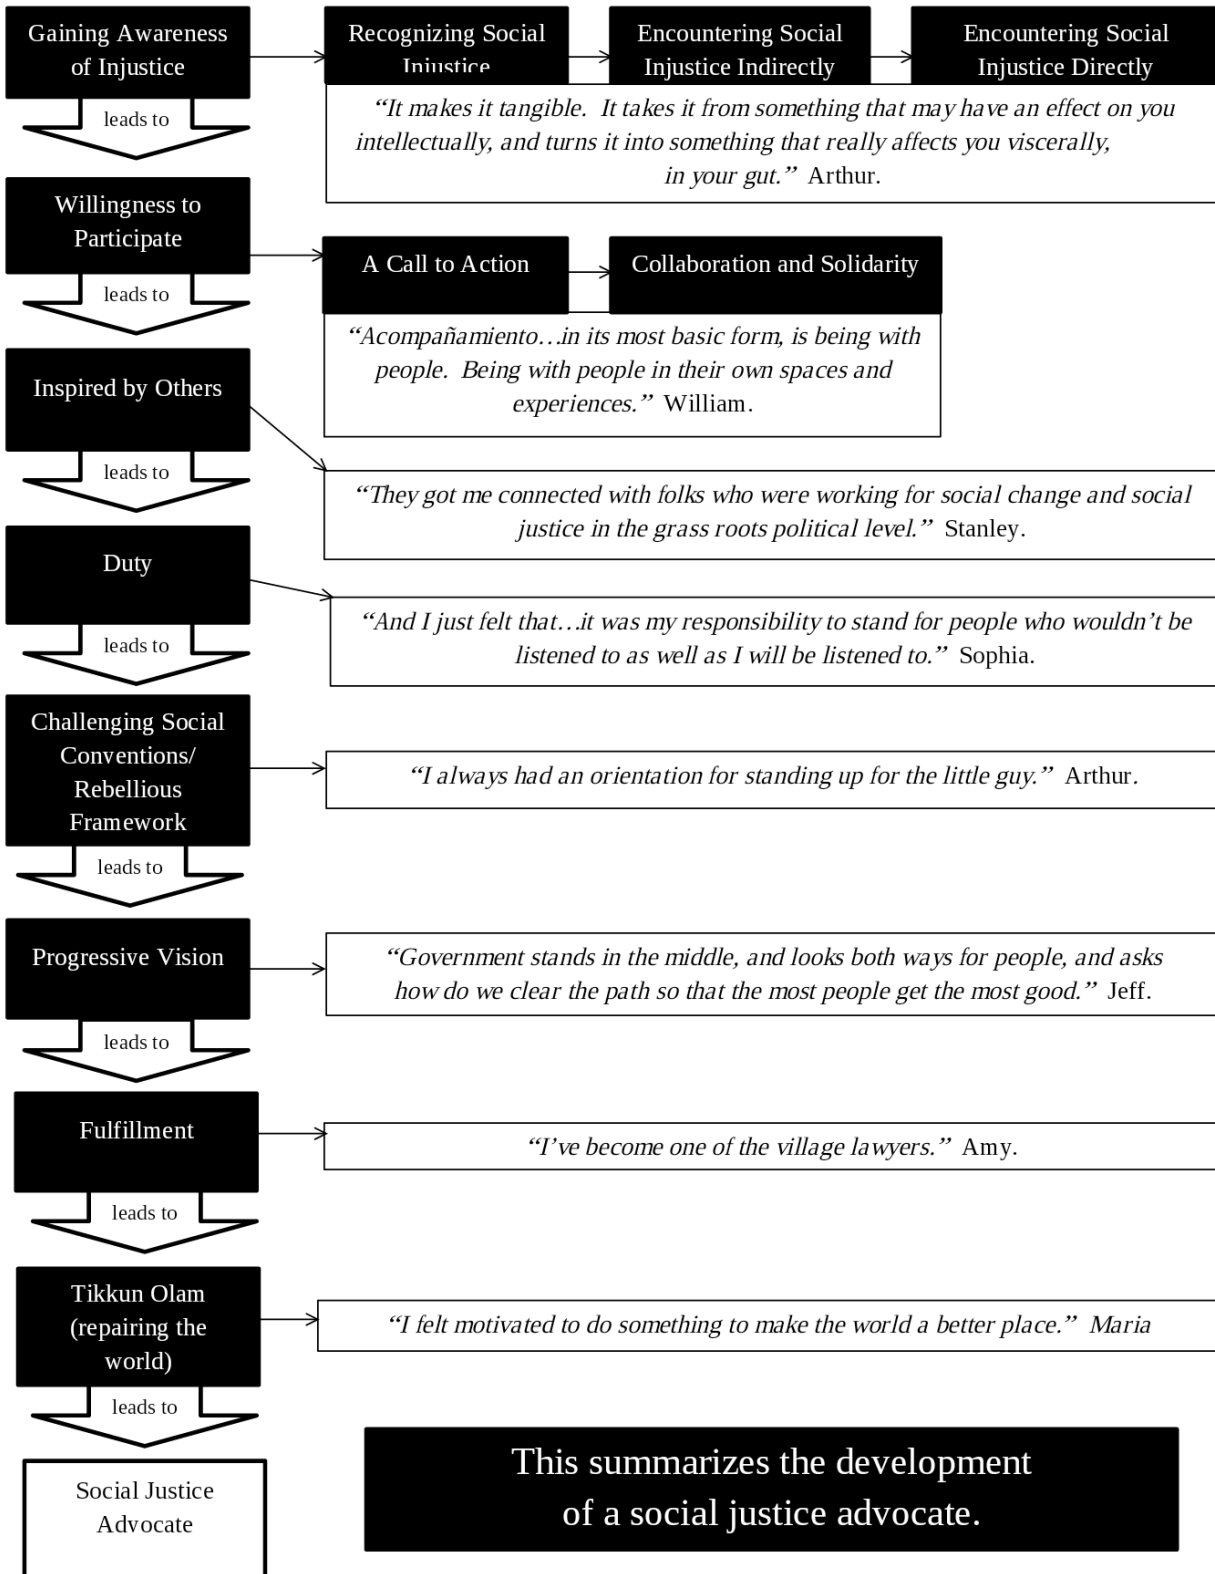 Gaining Awareness
of Injustice
Recognizing Social
Injustice
Encountering Social
Injustice Indirectly
Encountering Social
Injustice Directly
leads to
“It makes it tangible.  It takes it from something that may have an effect on you
intellectually, and turns it into something that really affects you viscerally,
in your gut.”  Arthur.
Willingness to
Participate
A Call to Action
Collaboration and Solidarity
leads to
“Acompañamiento…in its most basic form, is being with
people.  Being with people in their own spaces and
experiences.”  William.
Inspired by Others
leads to
“They got me connected with folks who were working for social change and social
justice in the grass roots political level.”  Stanley.
Duty
leads to
“And I just felt that…it was my responsibility to stand for people who wouldn’t be
listened to as well as I will be listened to.”  Sophia.
Challenging Social
Conventions/
Rebellious
Framework
“I always had an orientation for standing up for the little guy.”  Arthur.
leads to
Progressive Vision
“Government stands in the middle, and looks both ways for people, and asks
how do we clear the path so that the most people get the most good.”  Jeff.
leads to
Fulfillment
“I’ve become one of the village lawyers.”  Amy.
leads to
Tikkun Olam
(repairing the
world)
“I felt motivated to do something to make the world a better place.”  Maria
leads to
Social Justice
Advocate
This summarizes the development
of a social justice advocate.